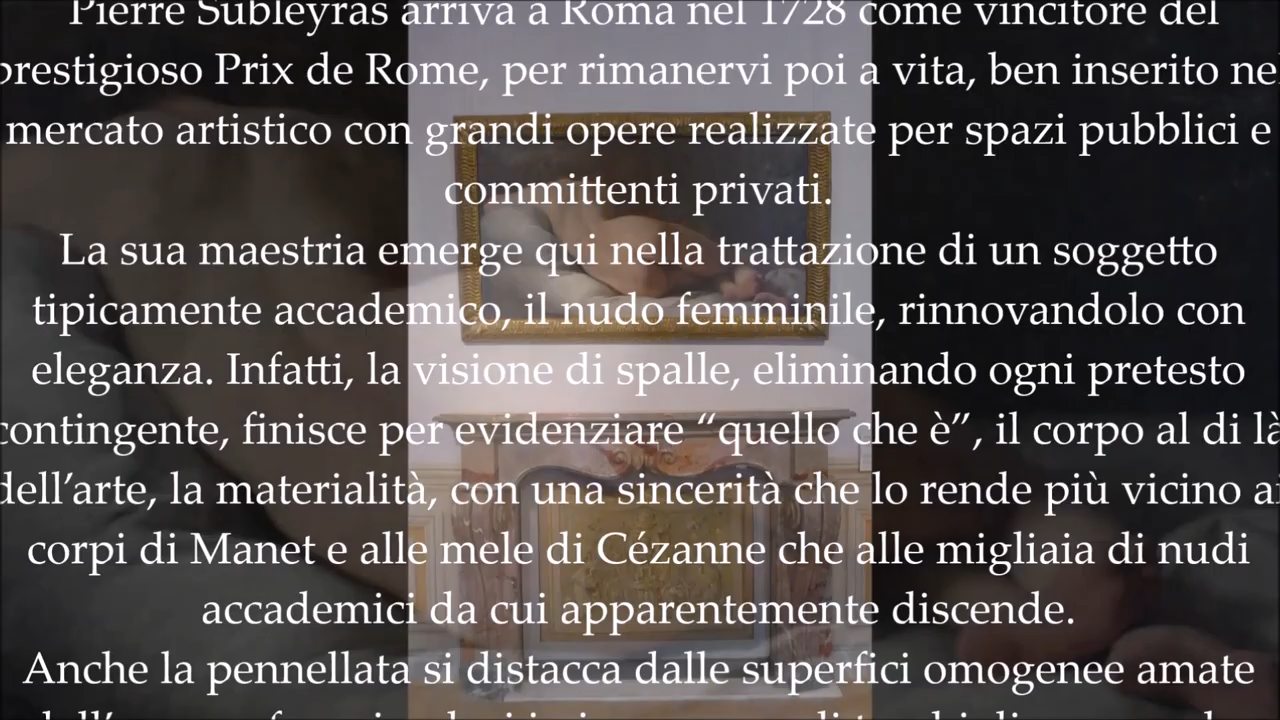 Pierre Subleyras arriva a Roma nel 1728 come vincitore del
prestigioso Prix de Rome, per rimanervi poi a vita, ben inserito ne
mercato artistico con grandi opere realizzate per spazi pubblici e
committenti privati.
La sua maestria emerge qui nella trattazione di un soggetto
tipicamente accademico, il nudo femminile, rinnovandolo con
eleganza. Infatti, la visione di spalle, eliminando ogni pretesto
contingente, finisce per evidenziare “quello che è”, il corpo al di là
dell’arte, la materialità, con una sincerità che lo rende più vicino ai
corpi di Manet e alle mele di Cézanne che alle migliaia di nudi
accademici da cui apparentemente discende.
Anche la pennellata si distacca dalle superfici omogenee amate